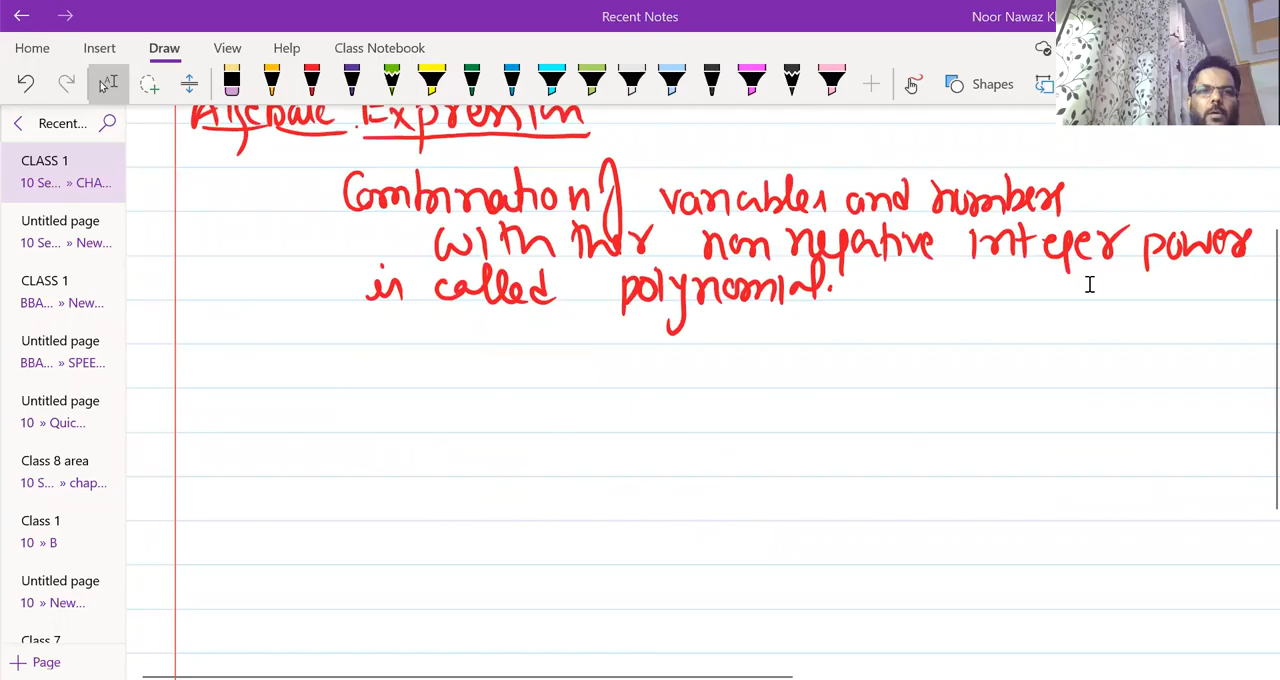 Recent Notes
Noor Nawaz
Home Insert Draw View Help Class Notebook
Shapes
Recent...
CLASS 1
10 Se... » CHA...
Untitled page
10 Se... » New...
CLASS 1
BBA... » New...
Untitled page
BBA... » SPEE...
Untitled page
10 » Quic...
Class 8 area
10 S... » chap...
Class 1
10 » B
Untitled page
10 » New...
Class 7
Page
Expression
Combination of variables and numbers
with their non negative integer power
is called polynomial.